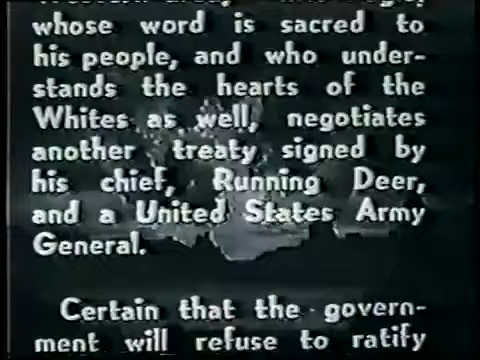 whose word is sacred to
his people, and who under-
stands the hearts of the
Whites as well, negotiates
another treaty signed by
his chief, Running Deer,
and a United States Army
General.
Certain that the govern-
ment will refuse to ratify